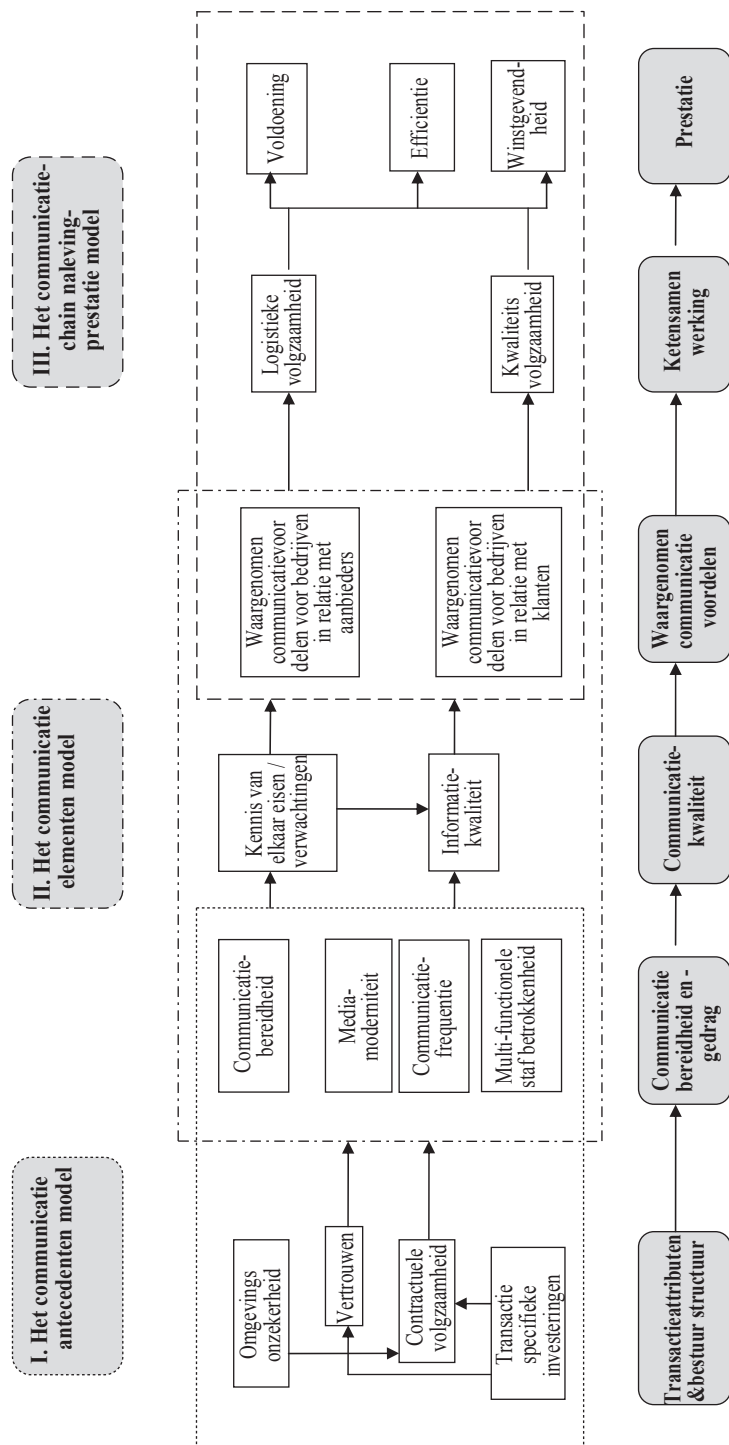 I. Het communicatie
antecedenten model
II. Het communicatie
elementen model
III. Het communicatie-
chain naleving-
prestatie model
Omgevings
onzekerheid
Vertrouwen
Contractuele
volgzaamheid
Transactie
specifieke
investeringen
Communicatie-
bereidheid
Media-
moderniteit
Communicatie-
frequentie
Multi-functionele
staf betrokkenheid
Kennis van
elkaar eisen /
verwachtingen
Informatie-
kwaliteit
Waargenomen
communicatievoor
delen voor bedrijven
in relatie met
aanbieders
Waargenomen
communicatievoor
delen voor bedrijven
in relatie met
klanten
Logistieke
volgzaamheid
Kwaliteits
volgzaamheid
Voldoening
Efficientie
Winstgevend-
heid
Transactieattributen
&bestuur structuur
Communicatie
bereidheid en -
gedrag
Communicatie-
kwaliteit
Waargenomen
communicatie
voordelen
Ketensamen
werking
Prestatie